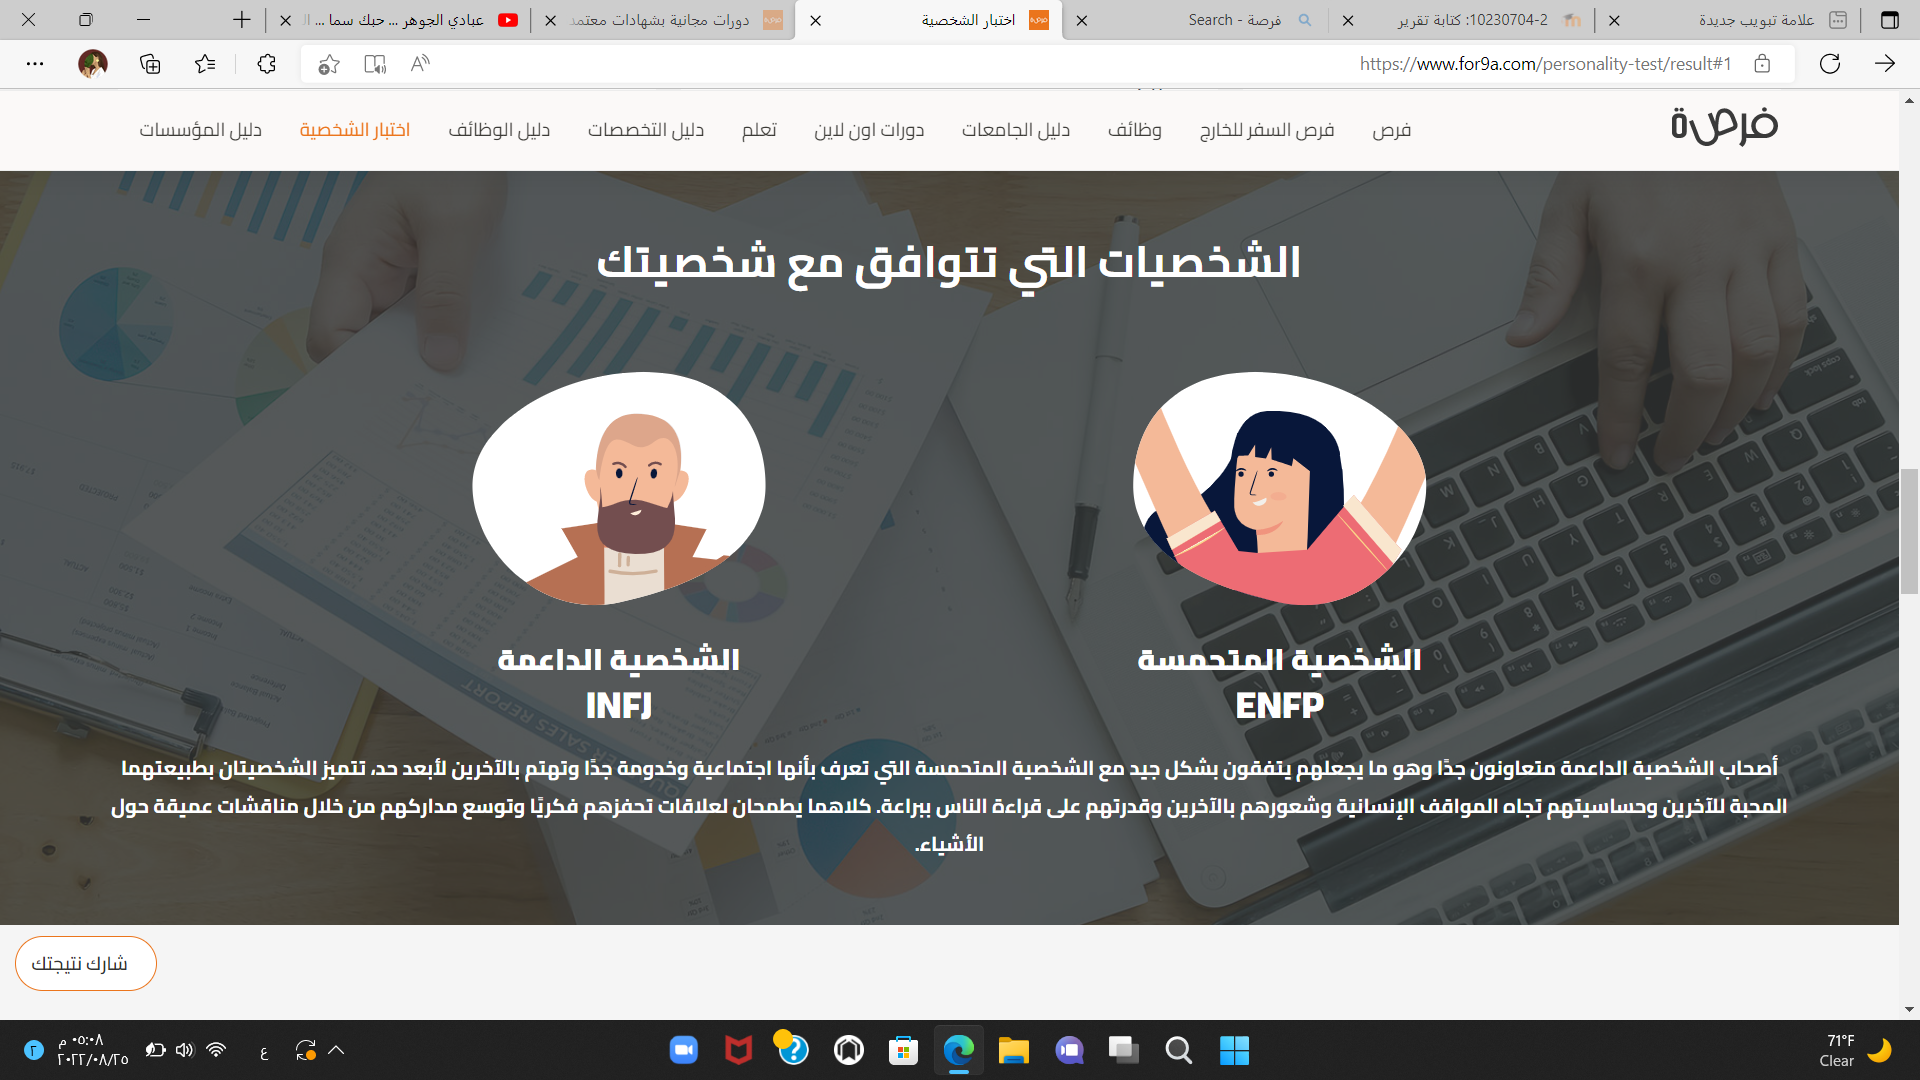 علامة تبويب جديدة
10230704-2: كتابة تقرير
فرصة - Search
اختبار الشخصية
دورات مجانية بشهادات معتمد
عبادي الجوهر ... حبك سما ... ال
https://www.for9a.com/personality-test/result#1
فرصة
فرص
فرص السفر للخارج
وظائف
دليل الجامعات
دورات اون لاين
تعلم
دليل التخصصات
دليل الوظائف
اختبار الشخصية
دليل المؤسسات
الشخصيات التي تتوافق مع شخصيتك
الشخصية المتحمسة
ENFP
الشخصية الداعمة
INFJ
أصحاب الشخصية الداعمة متعاونون جدًا وهو ما يجعلهم يتفقون بشكل جيد مع الشخصية المتحمسة التي تعرف بأنها اجتماعية وخدومة جدًا وتهتم بالآخرين لأبعد حد، تتميز الشخصيتان بطبيعتهما
المحبة للآخرين وحساسيتهم تجاه المواقف الإنسانية وشعورهم بالآخرين وقدرتهم على قراءة الناس ببراعة. كلاهما يطمحان لعلاقات تحفزهم فكريًا وتوسع مداركهم من خلال مناقشات عميقة حول
الأشياء.
شارك نتيجتك
71°F
Clear
ع
٠٥:٠٨ م
٢٠٢٢/٠٨/٢٥
٢